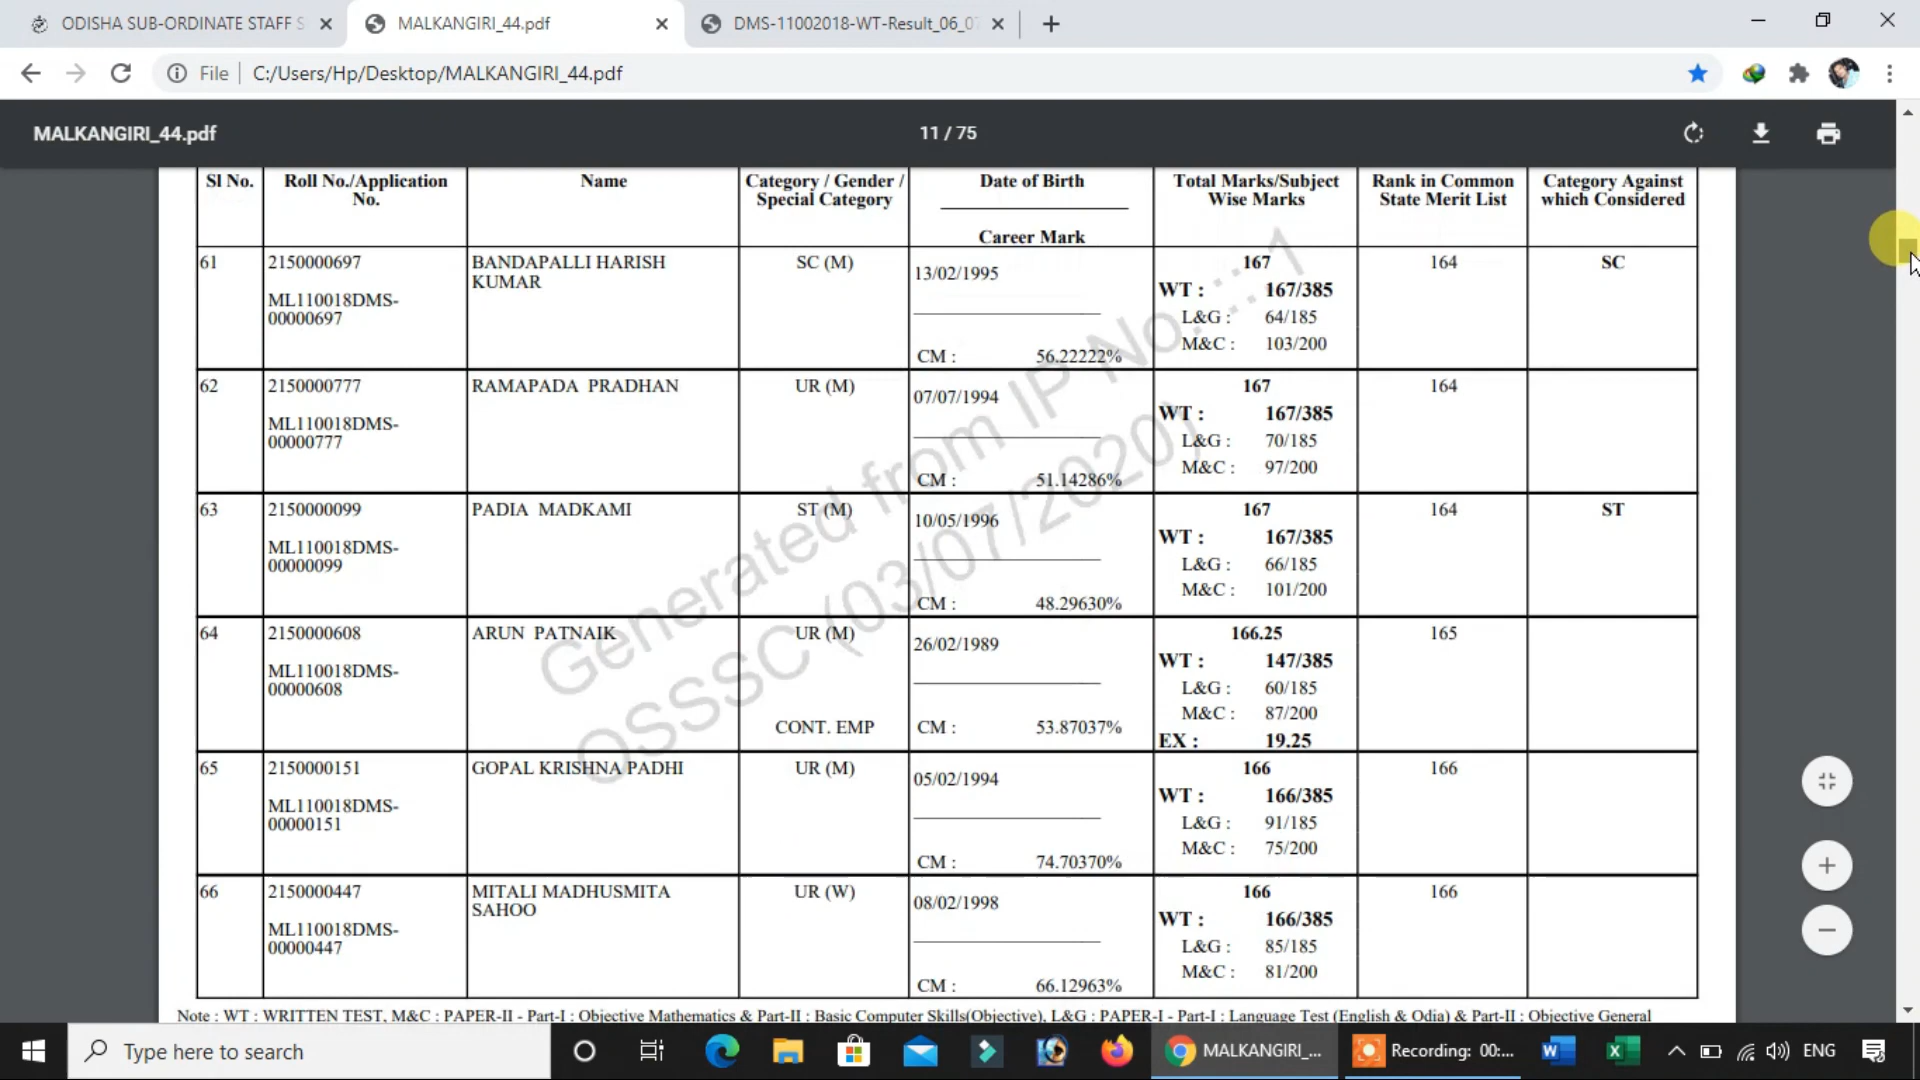 ODISHA SUB-ORDINATE STAFF S
MALKANGIRI_44.pdf
DMS-11002018-WT-Result_06_0
File
C:/Users/Hp/Desktop/MALKANGIRI_44.pdf
MALKANGIRI_44.pdf
11 / 75
Sl No. Roll No./Application Name Category / Gender / Date of Birth Total Marks/Subject Rank in Common Category Against
No. Special Category Wise Marks State Merit List which Considered
Career Mark
61 2150000697 BANDAPALLI HARISH SC (M) 13/02/1995 167 164 SC
KUMAR WT : 167/385
ML110018DMS- L&G : 64/185
00000697 M&C : 103/200
CM : 56.22222%
62 2150000777 RAMAPADA PRADHAN UR (M) 07/07/1994 167 164
WT : 167/385
ML110018DMS- L&G : 70/185
00000777 M&C : 97/200
CM : 51.14286%
63 2150000099 PADIA MADKAMI ST (M) 10/05/1996 167 164 ST
WT : 167/385
ML110018DMS- L&G : 66/185
00000099 M&C : 101/200
CM : 48.29630%
64 2150000608 ARUN PATNAIK UR (M) 26/02/1989 166.25 165
WT : 147/385
ML110018DMS- L&G : 60/185
00000608 M&C : 87/200
CONT. EMP CM : 53.87037% EX : 19.25
65 2150000151 GOPAL KRISHNA PADHI UR (M) 05/02/1994 166 166
WT : 166/385
ML110018DMS- L&G : 91/185
00000151 M&C : 75/200
CM : 74.70370%
66 2150000447 MITALI MADHUSMITA UR (W) 08/02/1998 166 166
SAHOO WT : 166/385
ML110018DMS- L&G : 85/185
00000447 M&C : 81/200
CM : 66.12963%
Generated from IP No. :::1
OSSSC (03/07/2020)
Note : WT : WRITTEN TEST, M&C : PAPER-II - Part-I : Objective Mathematics & Part-II : Basic Computer Skills(Objective), L&G : PAPER-I - Part-I : Language Test (English & Odia) & Part-II : Objective General
Type here to search
MALKANGIRI_...
Recording: 00:...
ENG